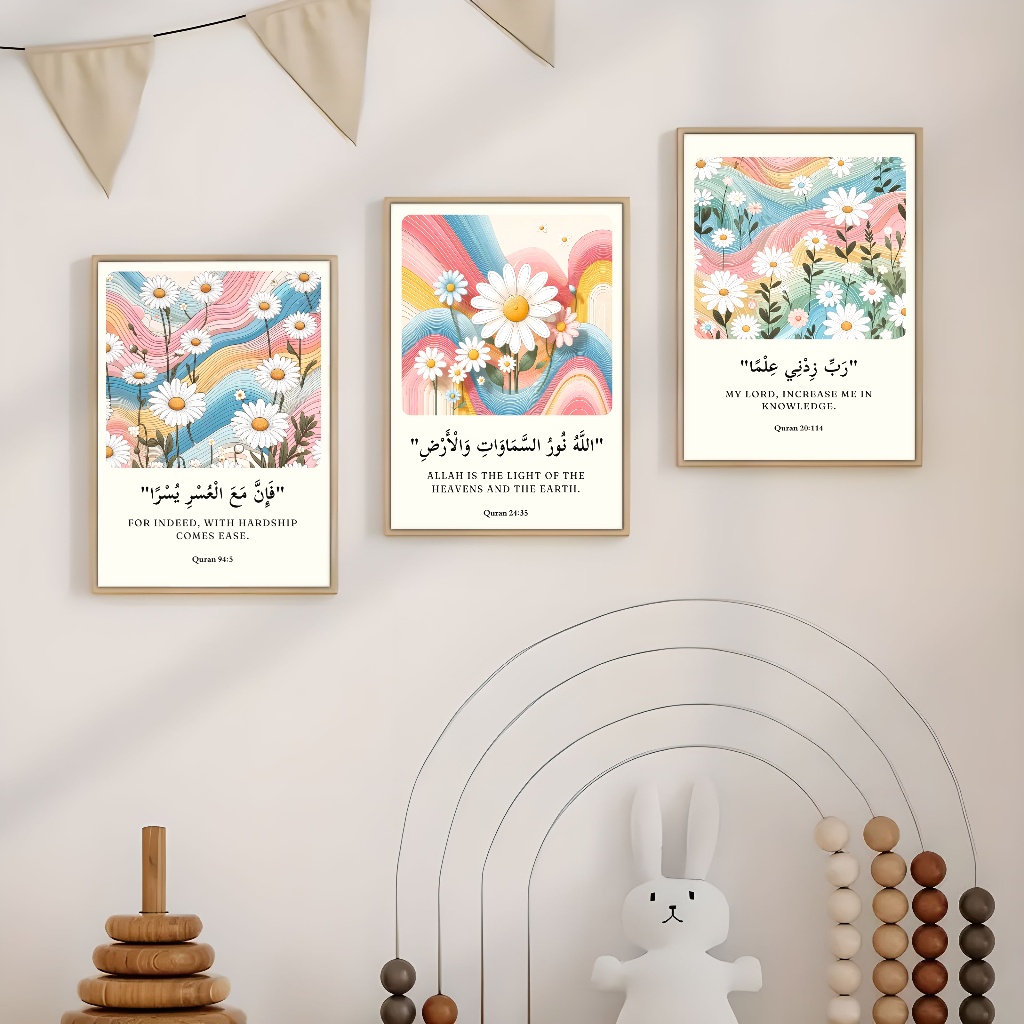 "فَإِنَّ مَعَ الْعُسْرِ يُسْرًا"
FOR INDEED, WITH HARDSHIP
COMES EASE.
Quran 94:5
"اللَّهُ نُورُ السَّمَاوَاتِ وَالْأَرْضِ"
ALLAH IS THE LIGHT OF THE
HEAVENS AND THE EARTH.
Quran 24:35
"رَبِّ زِدْنِي عِلْمًا"
MY LORD, INCREASE ME IN
KNOWLEDGE.
Quran 20:114